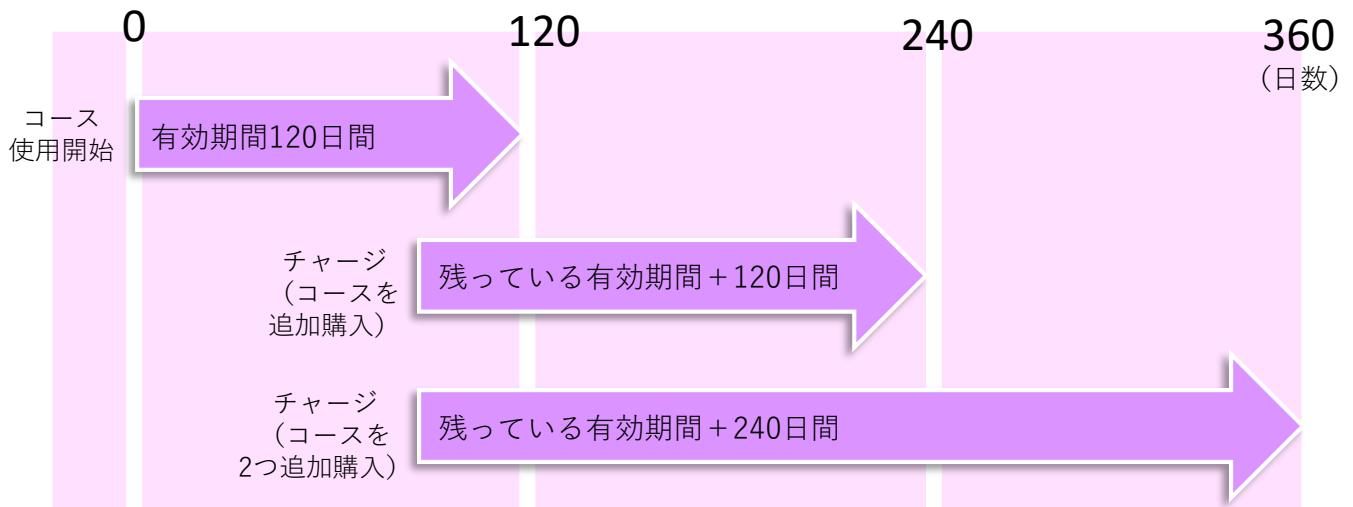 0
120
240
360
（日数）
コース
使用開始
有効期間120日間
チャージ
（コースを
追加購入）
残っている有効期間＋120日間
チャージ
（コースを
2つ追加購入）
残っている有効期間＋240日間